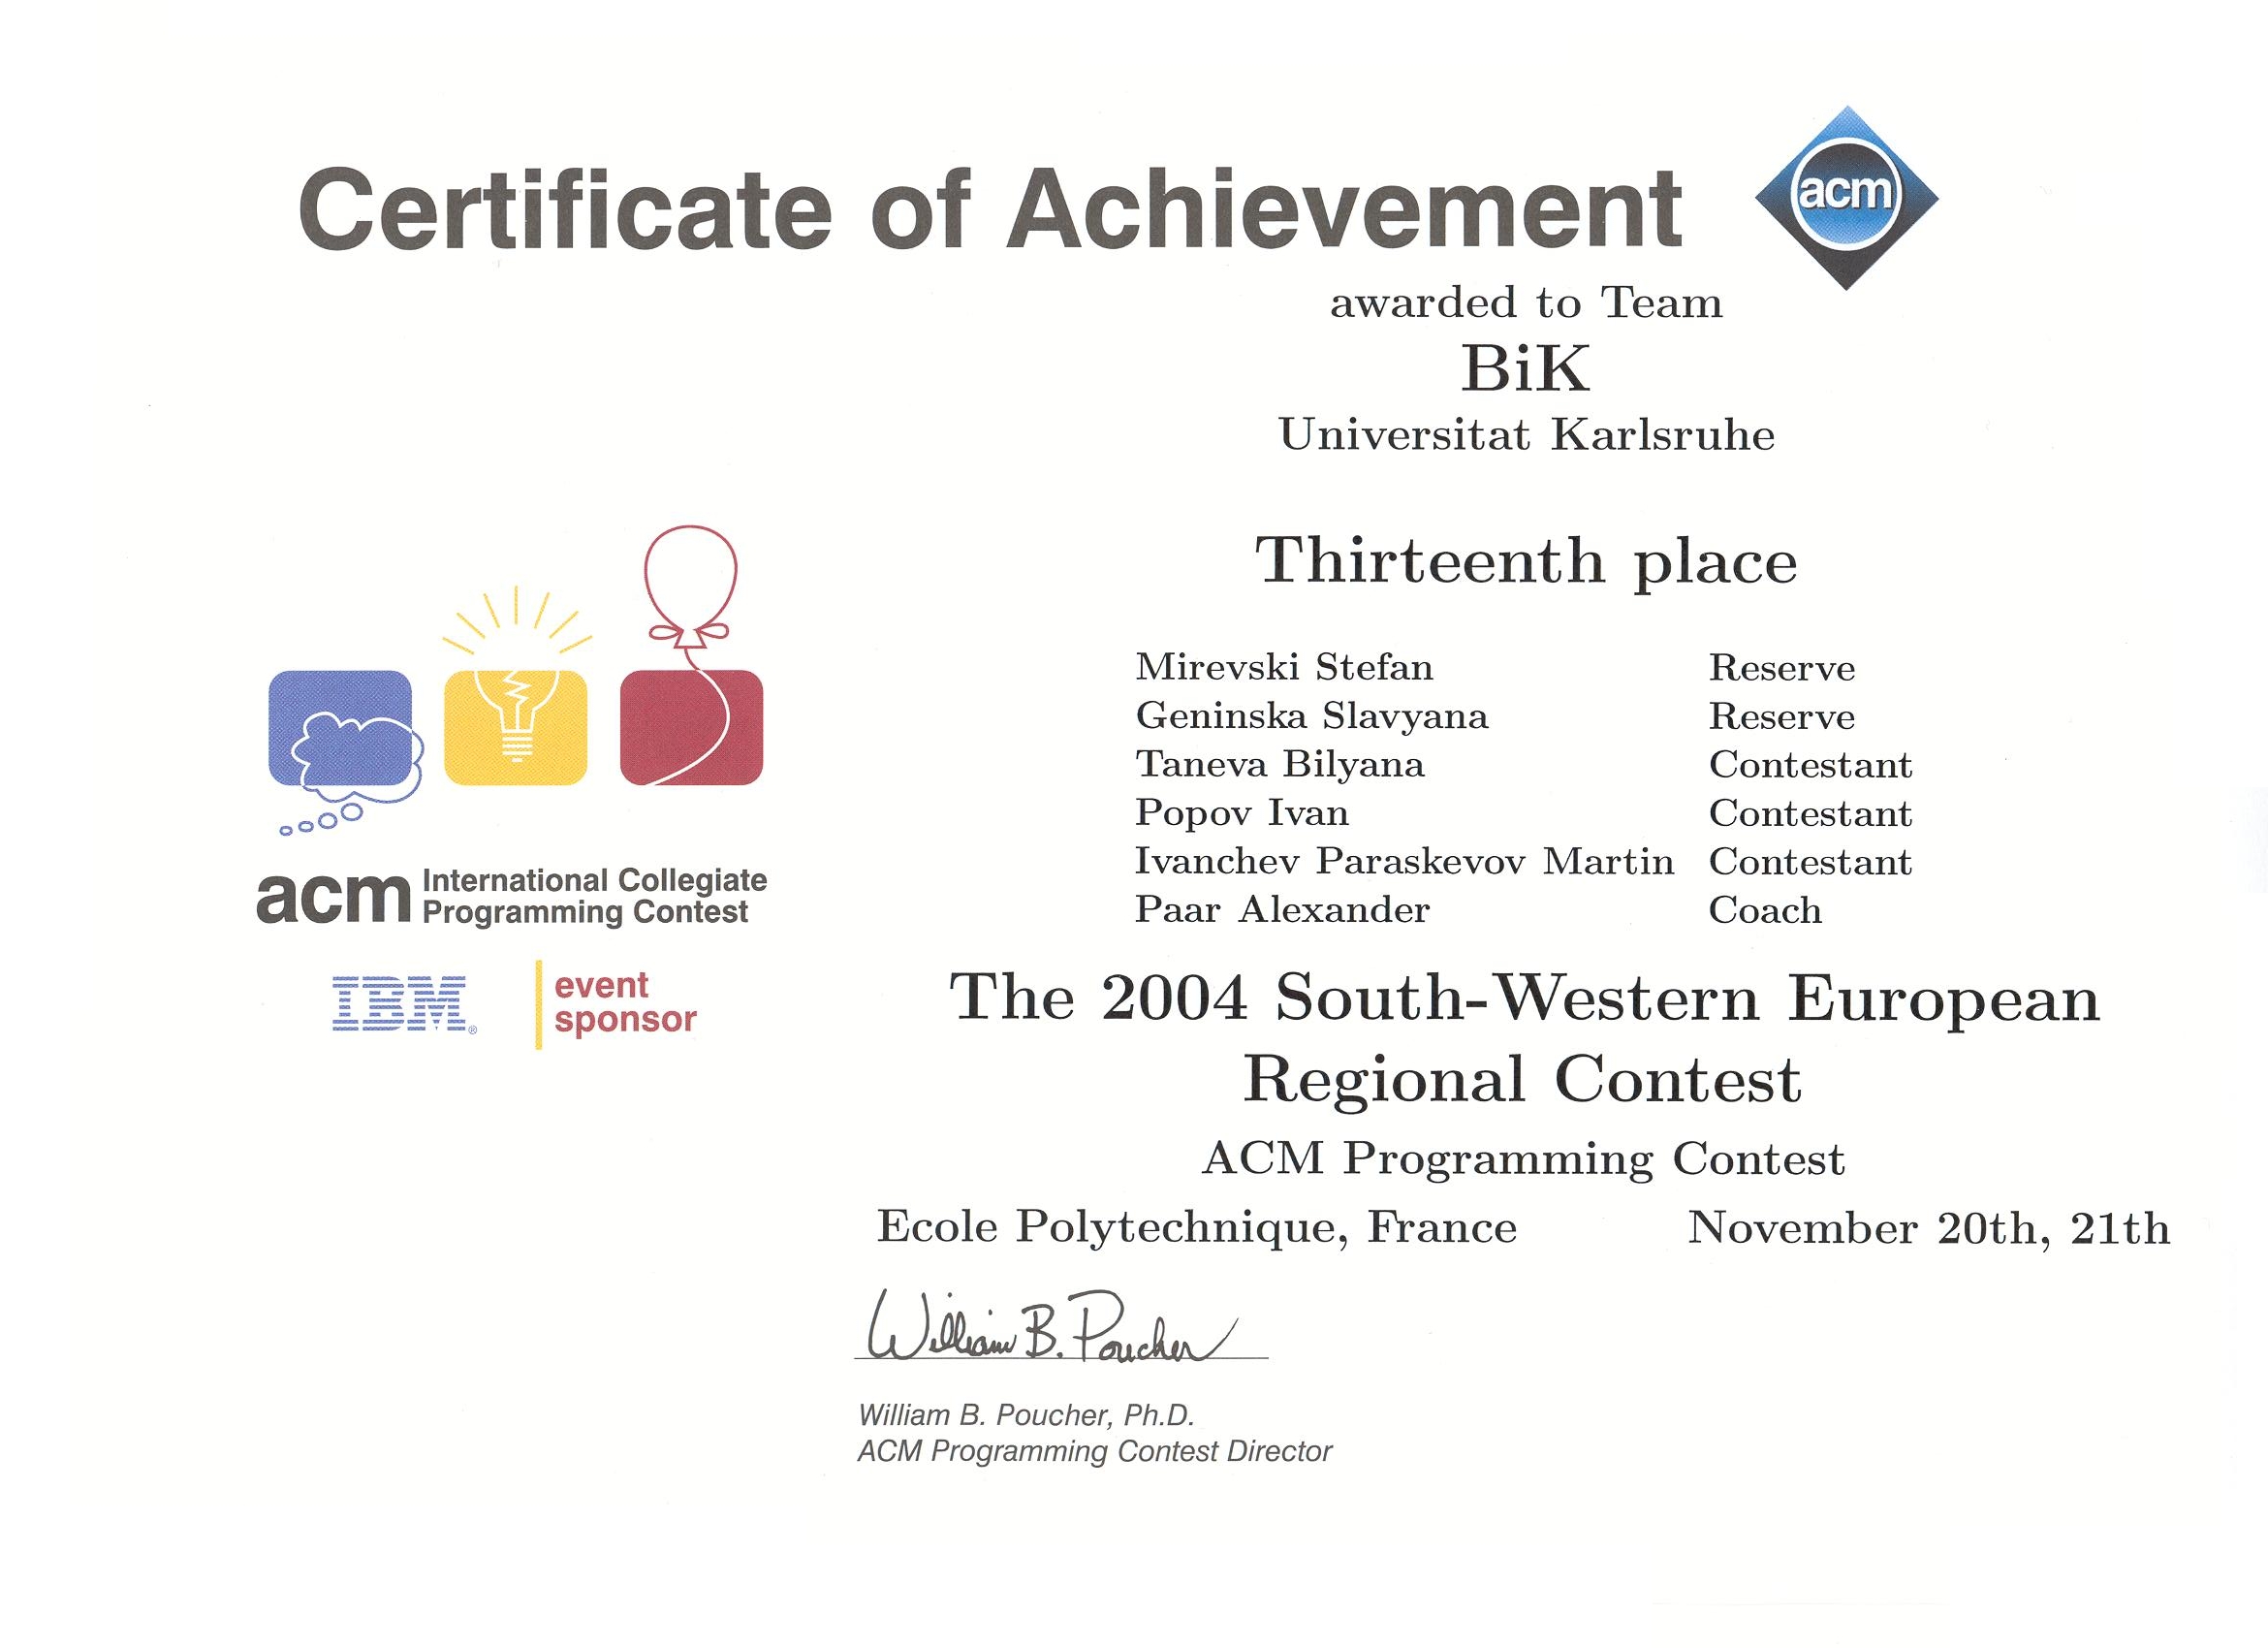 Certificate of Achievement
acm
awarded to Team
BiK
Universitat Karlsruhe
Thirteenth place
Mirevski Stefan Reserve
Geninska Slavyana Reserve
Taneva Bilyana Contestant
Popov Ivan Contestant
Ivanchev Paraskevov Martin Contestant
Paar Alexander Coach
acm International Collegiate
Programming Contest
IBM® event
sponsor
The 2004 South-Western European
Regional Contest
ACM Programming Contest
Ecole Polytechnique, France November 20th, 21th
William B. Poucher
William B. Poucher, Ph.D.
ACM Programming Contest Director